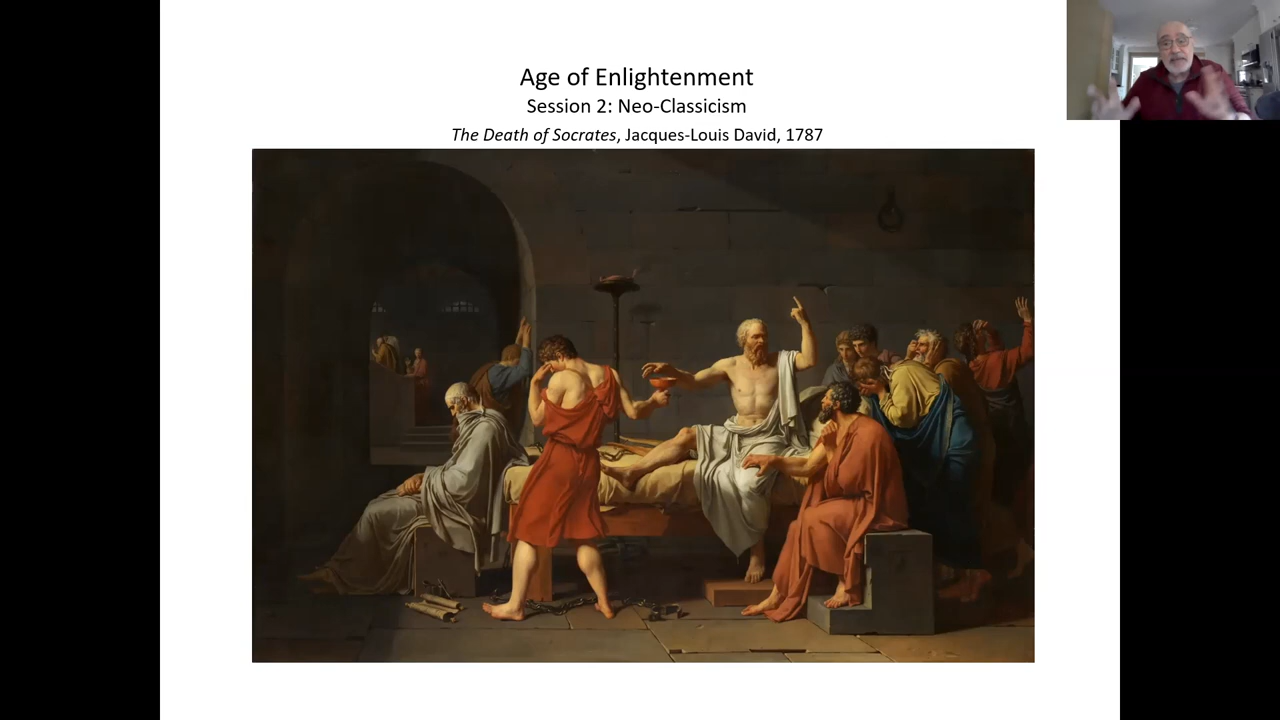 Age of Enlightenment
Session 2: Neo-Classicism
The Death of Socrates, Jacques-Louis David, 1787